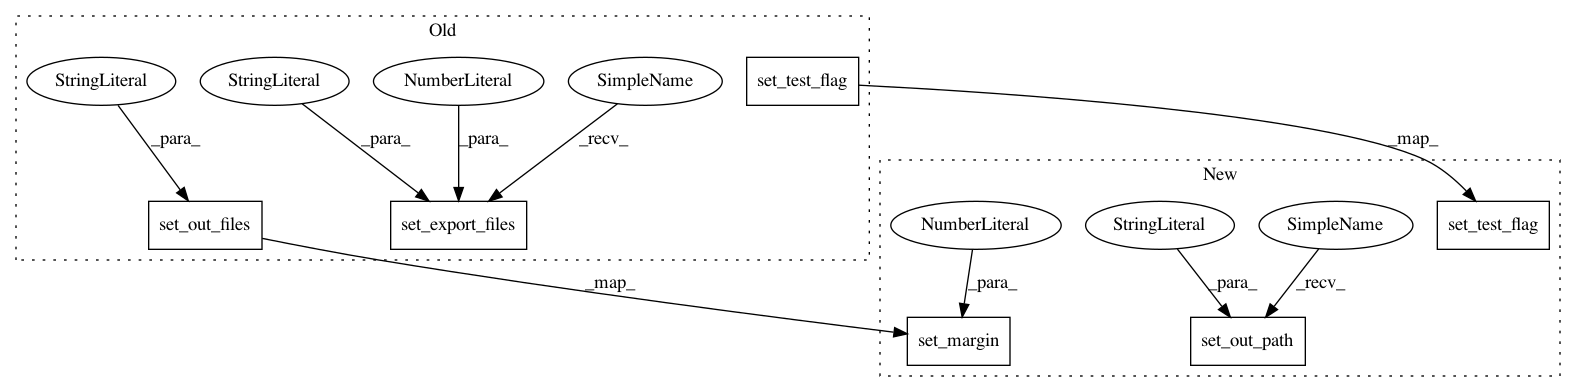 Old
StringLiteral
StringLiteral
NumberLiteral
SimpleName
set_test_flag
_para_
_para_
_para_
_recv_
_map_
set_out_files
set_export_files
New
NumberLiteral
StringLiteral
SimpleName
set_test_flag
_map_
_para_
_para_
_recv_
set_margin
set_out_path